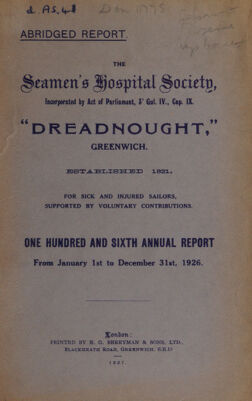 ABRIDGED REPORT.
THE
Seamen's Hospital Society,
Incorporated by Act of Parliament, 3° Gul. IV., Cap. IX.
"DREADNOUGHT,"
GREENWICH.
ESTABLISHED 1821.
FOR SICK AND INJURED SAILORS,
SUPPORTED BY VOLUNTARY CONTRIBUTIONS.
ONE HUNDRED AND SIXTH ANNUAL REPORT
From January 1st to December 31st, 1926.
London:
PRINTED BY H. G. BERRYMAN & SONS, LTD.,
BLACKHEATH ROAD, GREENWICH, S.E.10
1927.